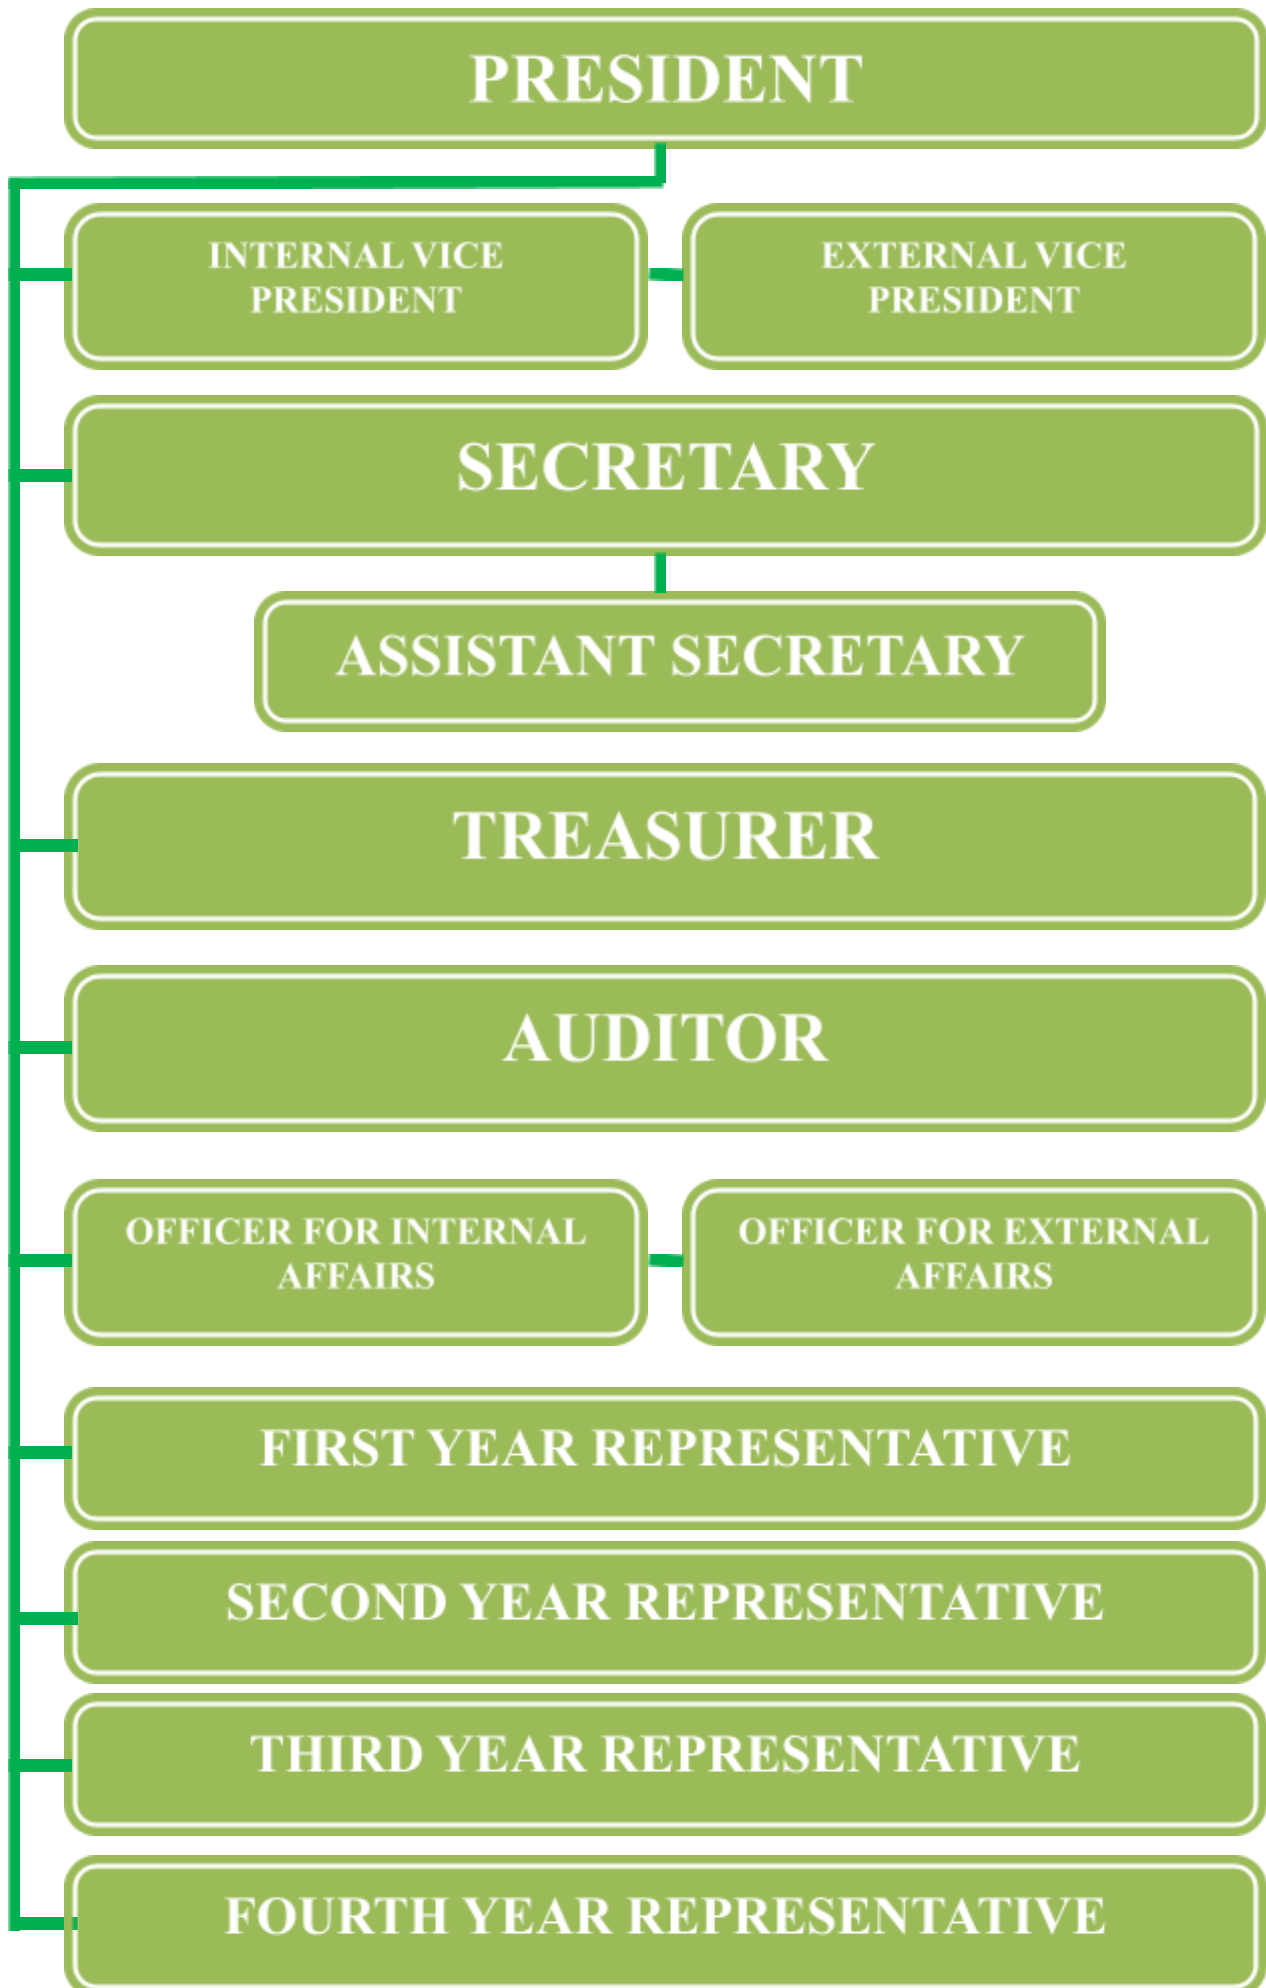 PRESIDENT
INTERNAL VICE
PRESIDENT
EXTERNAL VICE
PRESIDENT
SECRETARY
ASSISTANT SECRETARY
TREASURER
AUDITOR
OFFICER FOR INTERNAL
AFFAIRS
OFFICER FOR EXTERNAL
AFFAIRS
FIRST YEAR REPRESENTATIVE
SECOND YEAR REPRESENTATIVE
THIRD YEAR REPRESENTATIVE
FOURTH YEAR REPRESENTATIVE